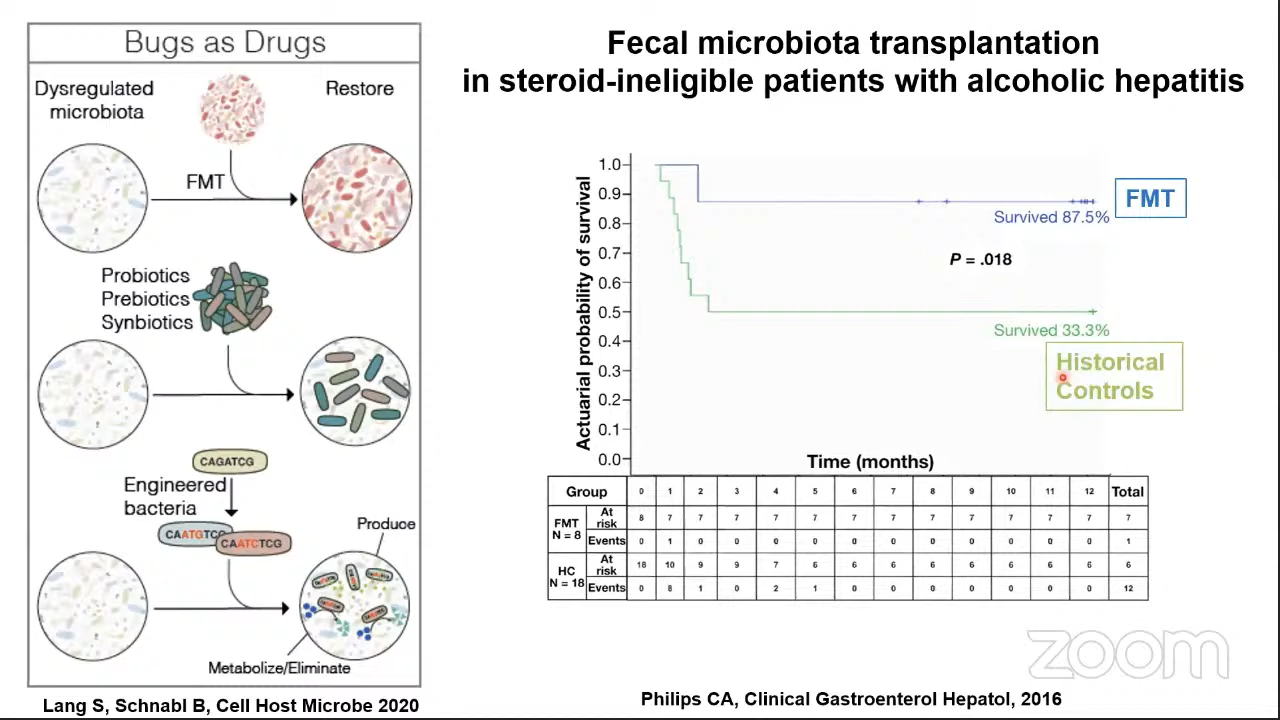 Bugs as Drugs
Dysregulated
microbiota
Restore
FMT
Probiotics
Prebiotics
Synbiotics
CAGATCG
Engineered
bacteria
CAATGTCG
CAATCTCG
Produce
Metabolize/Eliminate
Lang S, Schnabl B, Cell Host Microbe 2020
Fecal microbiota transplantation
in steroid-ineligible patients with alcoholic hepatitis
Actuarial probability of survival
1.0
0.9
0.8
0.7
0.6
0.5
0.4
0.3
0.2
0.1
0.0
FMT
Survived 87.5%
P = .018
Survived 33.3%
Historical
Controls
Time (months)
Group 0 1 2 3 4 5 6 7 8 9 10 11 12 Total
FMT N = 8 At risk 8 7 7 7 7 7 7 7 7 7 7 7 7 7
Events 0 1 0 0 0 0 0 0 0 0 0 0 0 1
HC N = 18 At risk 18 10 9 9 7 6 6 6 6 6 6 6 6 6
Events 0 8 1 0 2 1 0 0 0 0 0 0 0 12
zoom
Philips CA, Clinical Gastroenterol Hepatol, 2016